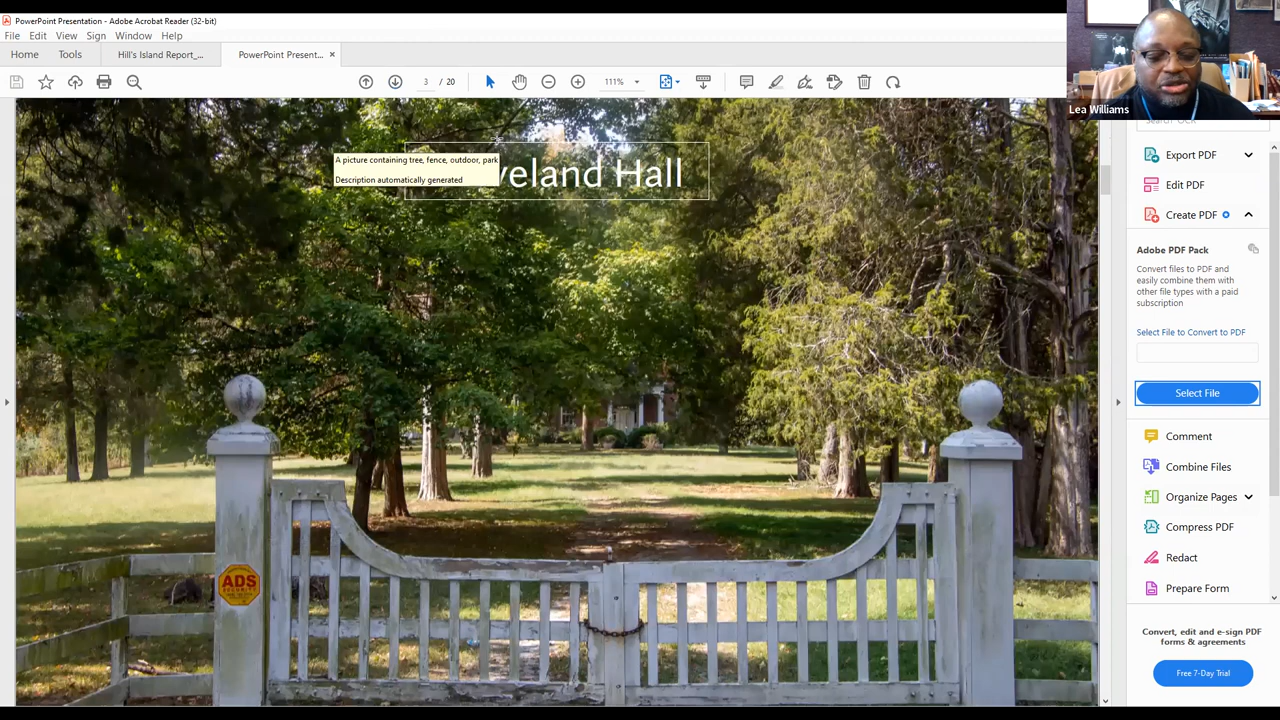 PowerPoint Presentation - Adobe Acrobat Reader (32-bit)
File Edit View Sign Window Help
Home Tools Hill's Island Report_... PowerPoint Present... ×
3 / 20 111%
Lea Williams
A picture containing tree, fence, outdoor, park
Description automatically generated
veland Hall
ADS
SECURITY
Search 'OCR'
Export PDF
Edit PDF
Create PDF
Adobe PDF Pack
Convert files to PDF and
easily combine them with
other file types with a paid
subscription
Select File to Convert to PDF
Select File
Comment
Combine Files
Organize Pages
Compress PDF
Redact
Prepare Form
Convert, edit and e-sign PDF
forms & agreements
Free 7-Day Trial